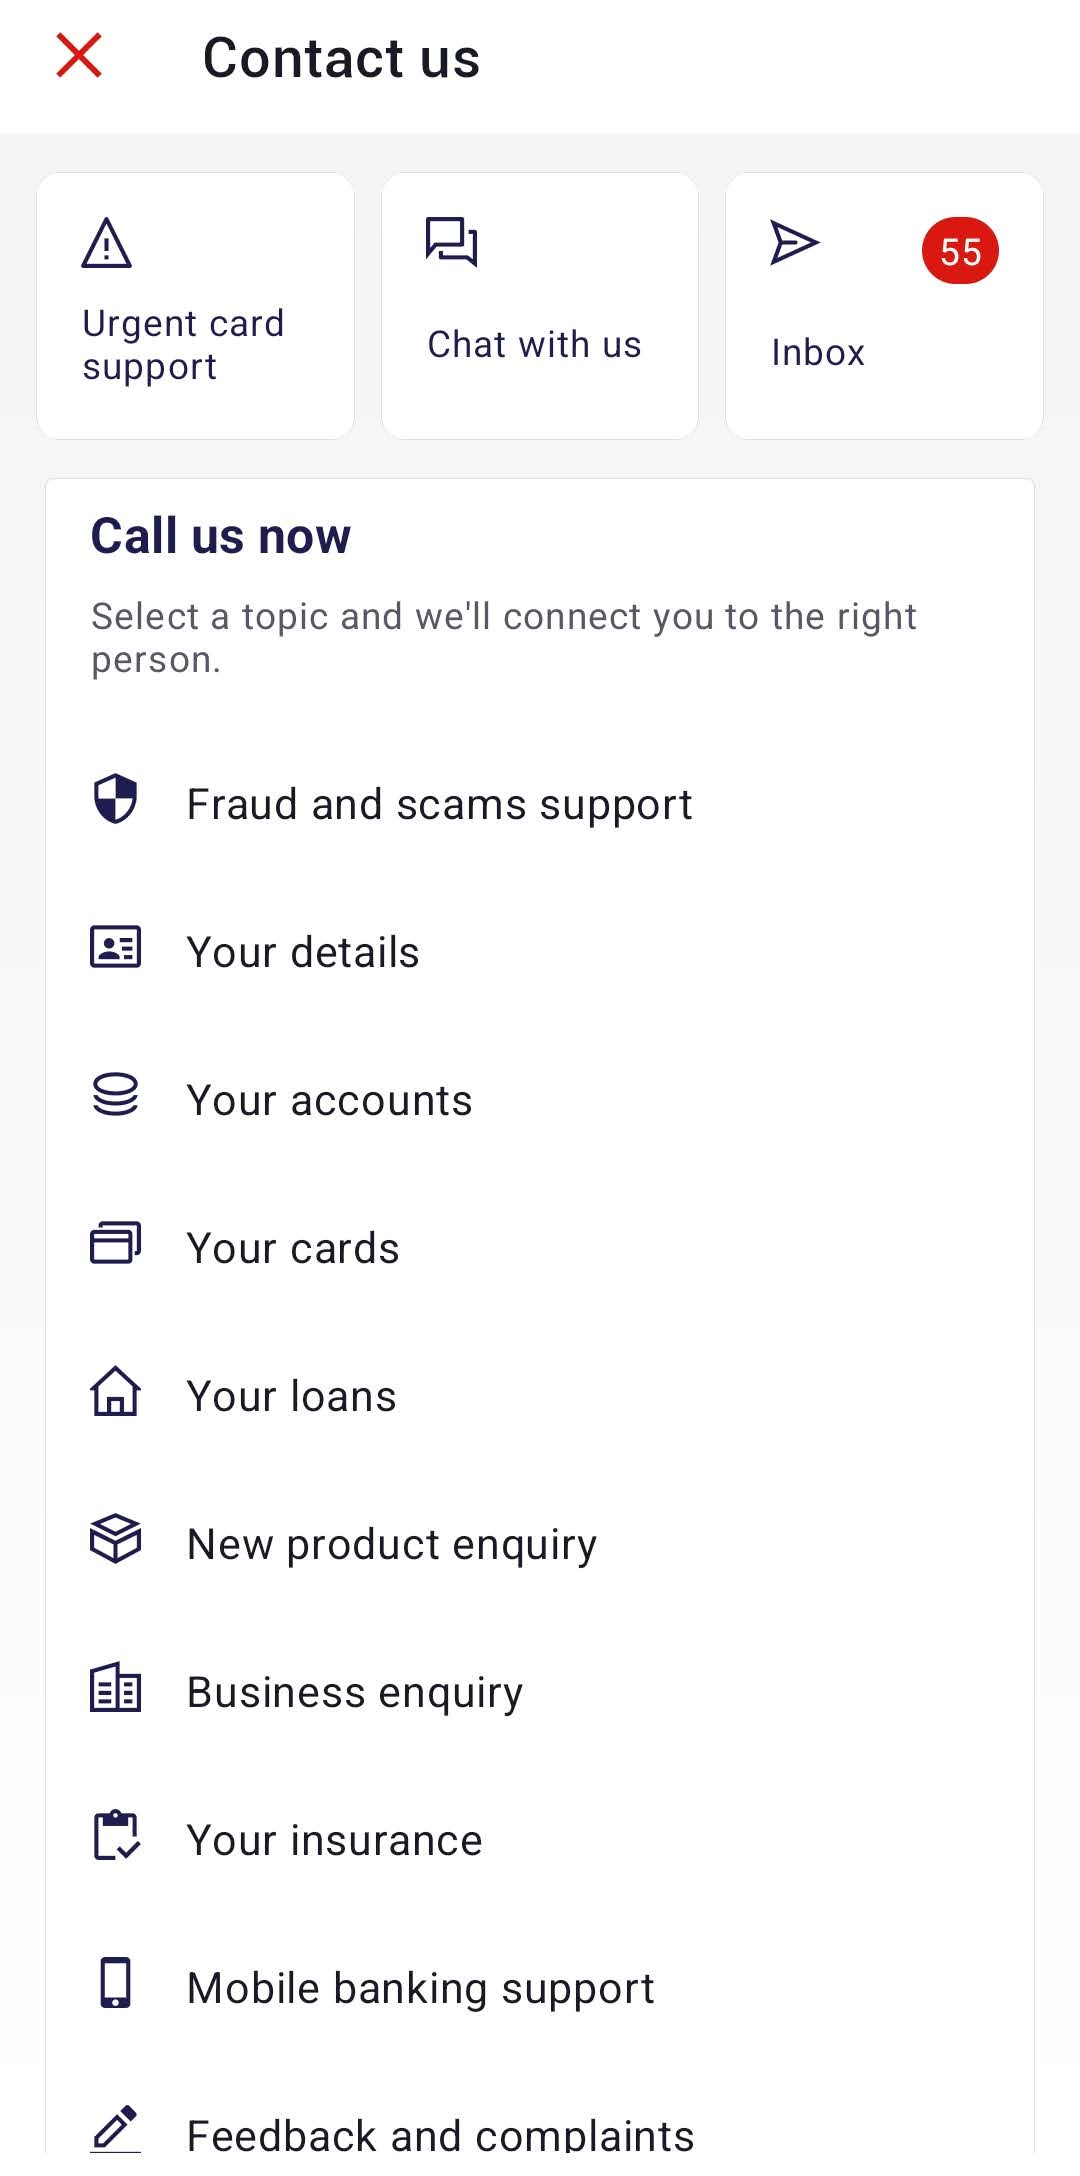 Contact us
Urgent card
support
Chat with us
55
Inbox
Call us now
Select a topic and we'll connect you to the right
person.
Fraud and scams support
Your details
Your accounts
Your cards
Your loans
New product enquiry
Business enquiry
Your insurance
Mobile banking support
Feedback and complaints